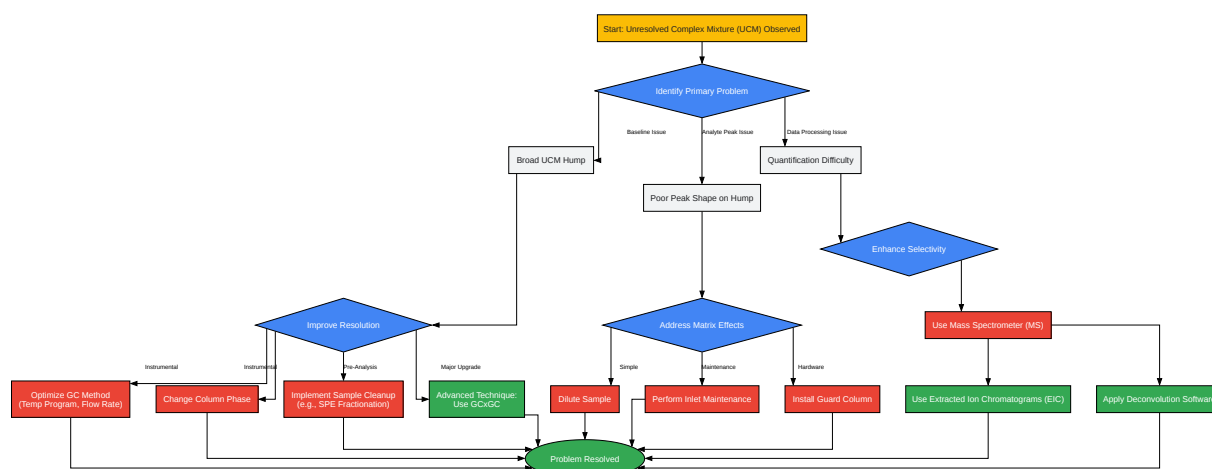 Start: Unresolved Complex Mixture (UCM) Observed
Identify Primary Problem
Baseline Issue
Analyte Peak Issue
Data Processing Issue
Broad UCM Hump
Quantification Difficulty
Poor Peak Shape on Hump
Enhance Selectivity
Improve Resolution
Address Matrix Effects
Use Mass Spectrometer (MS)
Instrumental
Instrumental
Pre-Analysis
Major Upgrade
Simple
Maintenance
Hardware
Optimize GC Method
(Temp Program, Flow Rate)
Change Column Phase
Implement Sample Cleanup
(e.g., SPE Fractionation)
Advanced Technique:
Use GCxGC
Dilute Sample
Perform Inlet Maintenance
Install Guard Column
Use Extracted Ion Chromatograms (EIC)
Apply Deconvolution Software
Problem Resolved